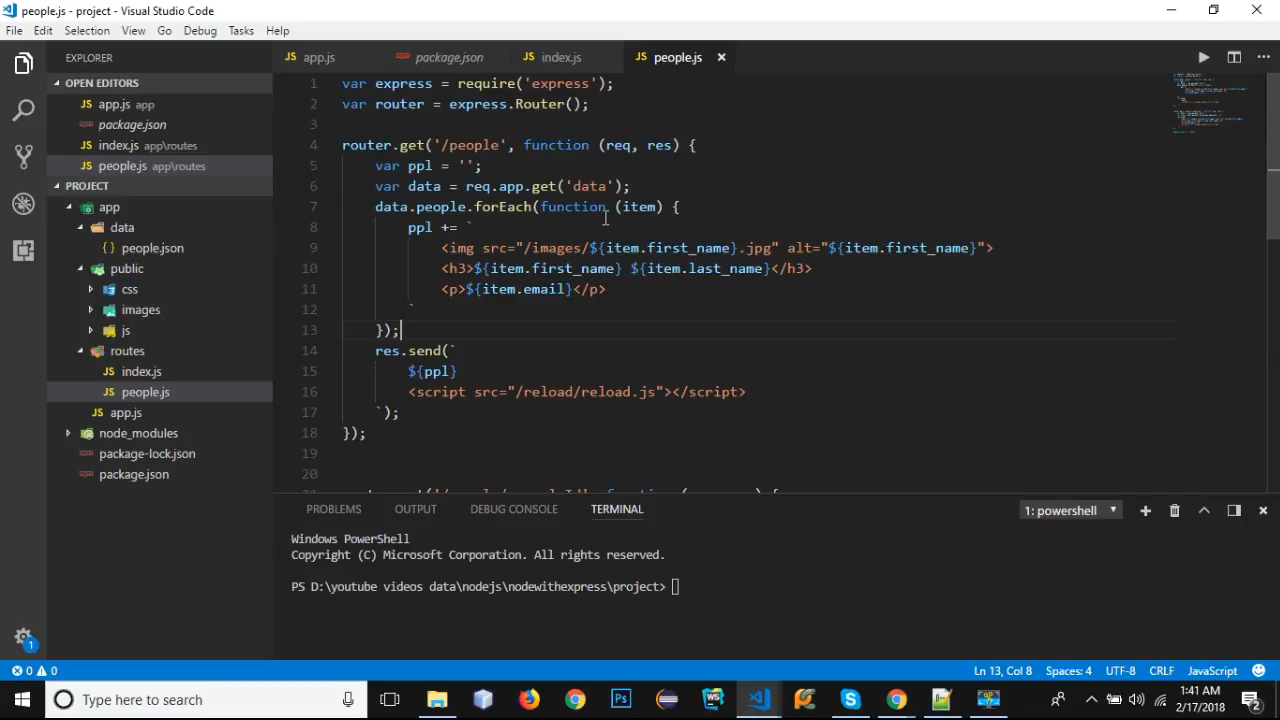 people.js - project - Visual Studio Code
File Edit Selection View Go Debug Tasks Help
EXPLORER
OPEN EDITORS
JS app.js app
package.json
JS index.js app\routes
JS people.js app\routes
PROJECT
app
data
{} people.json
public
css
images
js
routes
JS index.js
JS people.js
JS app.js
node_modules
package-lock.json
package.json
JS app.js package.json JS index.js JS people.js
1 var express = require('express');
2 var router = express.Router();
3
4 router.get('/people', function (req, res) {
5 var ppl = '';
6 var data = req.app.get('data');
7 data.people.forEach(function (item) {
8 ppl += `
9 <img src="/images/${item.first_name}.jpg" alt="${item.first_name}">
10 <h3>${item.first_name} ${item.last_name}</h3>
11 <p>${item.email}</p>
12 `
13 });
14 res.send(`
15 ${ppl}
16 <script src="/reload/reload.js"></script>
17 `);
18 });
19
20
PROBLEMS OUTPUT DEBUG CONSOLE TERMINAL 1: powershell
Windows PowerShell
Copyright (C) Microsoft Corporation. All rights reserved.
PS D:\youtube videos data\nodejs\nodewithexpress\project>
1
0 0 Ln 13, Col 8 Spaces: 4 UTF-8 CRLF JavaScript
Type here to search
Ps
WS
1:41 AM
2/17/2018
2